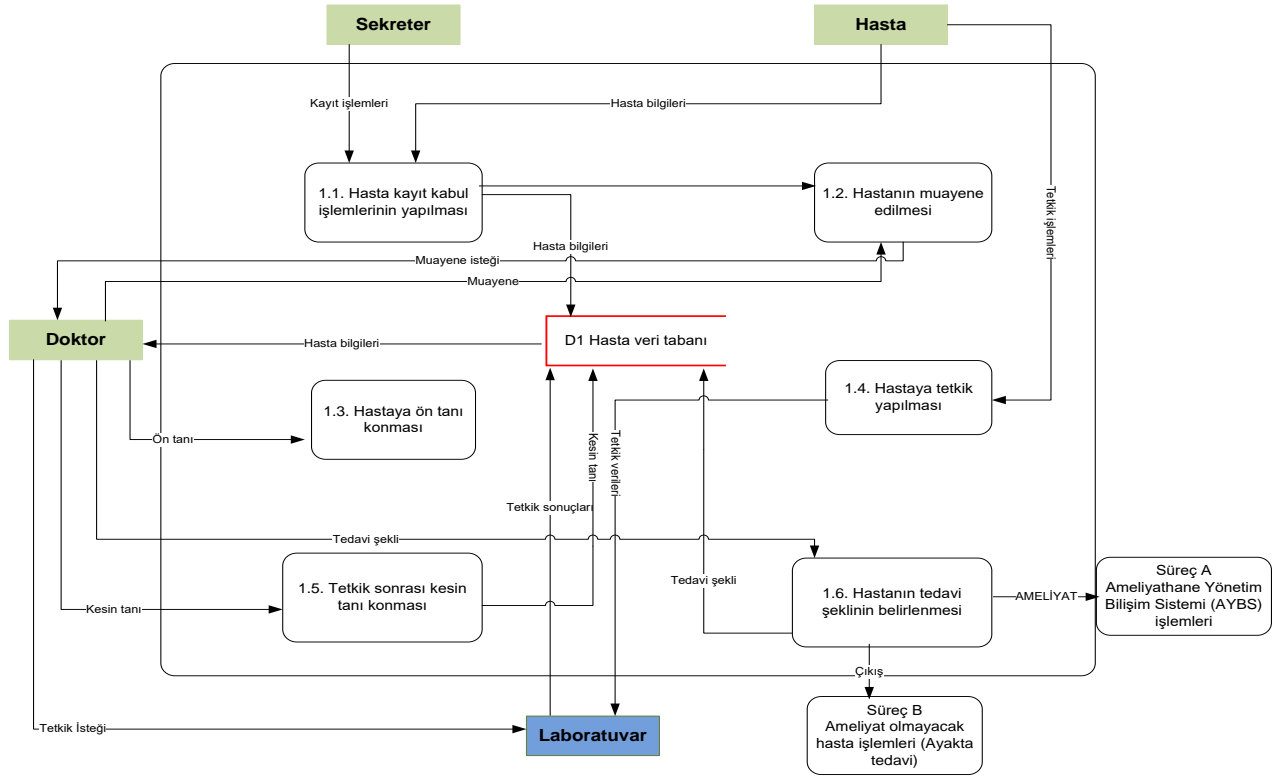 Sekreter
Hasta
Kayıt işlemleri
Hasta bilgileri
1.1. Hasta kayıt kabul
işlemlerinin yapılması
1.2. Hastanın muayene
edilmesi
Tetkik işlemleri
Hasta bilgileri
Muayene isteği
Muayene
Doktor
Hasta bilgileri
D1 Hasta veri tabanı
1.3. Hastaya ön tanı
konması
1.4. Hastaya tetkik
yapılması
Ön tanı
Kesin tanı
Tetkik verileri
Tetkik sonuçları
Tedavi şekli
1.5. Tetkik sonrası kesin
tanı konması
Tedavi şekli
1.6. Hastanın tedavi
şeklinin belirlenmesi
AMELİYAT
Süreç A
Ameliyathane Yönetim
Bilişim Sistemi (AYBS)
işlemleri
Kesin tanı
Çıkış
Tetkik İsteği
Laboratuvar
Süreç B
Ameliyat olmayacak
hasta işlemleri (Ayakta
tedavi)